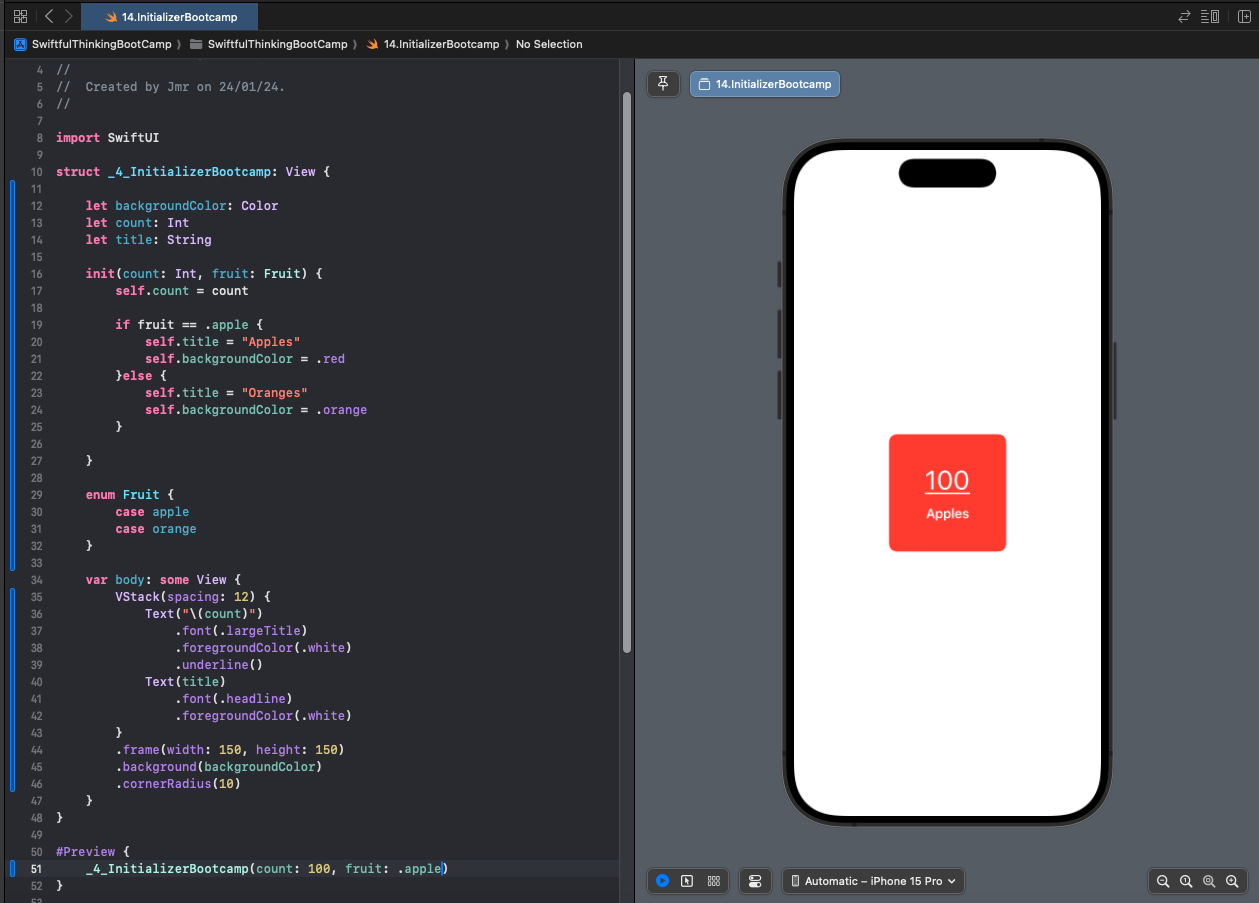 14.InitializerBootcamp
SwiftfulThinkingBootCamp 〉 SwiftfulThinkingBootCamp 〉 14.InitializerBootcamp 〉 No Selection
4 //
5 //  Created by Jmr on 24/01/24.
6 //
7
8 import SwiftUI
9
10 struct _4_InitializerBootcamp: View {
11
12     let backgroundColor: Color
13     let count: Int
14     let title: String
15
16     init(count: Int, fruit: Fruit) {
17         self.count = count
18
19         if fruit == .apple {
20             self.title = "Apples"
21             self.backgroundColor = .red
22         }else {
23             self.title = "Oranges"
24             self.backgroundColor = .orange
25         }
26
27     }
28
29     enum Fruit {
30         case apple
31         case orange
32     }
33
34     var body: some View {
35         VStack(spacing: 12) {
36             Text("\(count)")
37                 .font(.largeTitle)
38                 .foregroundColor(.white)
39                 .underline()
40             Text(title)
41                 .font(.headline)
42                 .foregroundColor(.white)
43         }
44         .frame(width: 150, height: 150)
45         .background(backgroundColor)
46         .cornerRadius(10)
47     }
48 }
49
50 #Preview {
51     _4_InitializerBootcamp(count: 100, fruit: .apple)
52 }
53
14.InitializerBootcamp
100
Apples
Automatic – iPhone 15 Pro